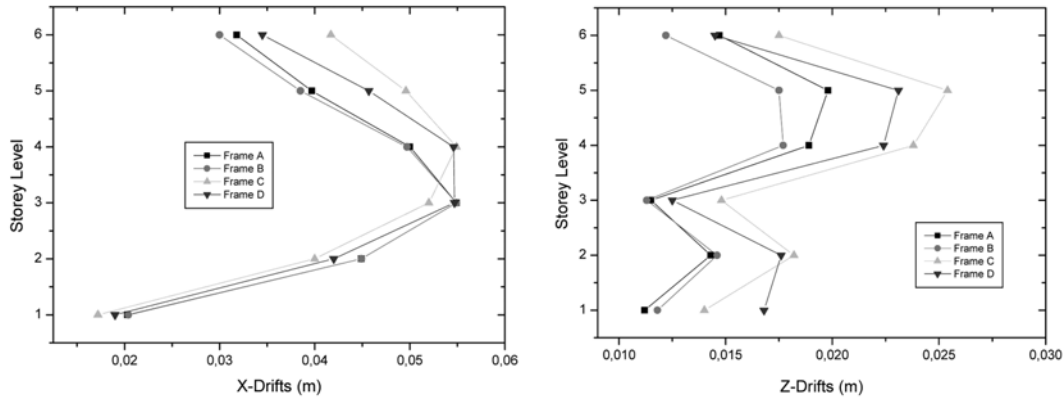 6
5
4
3
2
1
Storey Level
Frame A
Frame B
Frame C
Frame D
0,02
0,03
0,04
0,05
0,06
X-Drifts (m)
6
5
4
3
2
1
Storey Level
Frame A
Frame B
Frame C
Frame D
0,010
0,015
0,020
0,025
0,030
Z-Drifts (m)